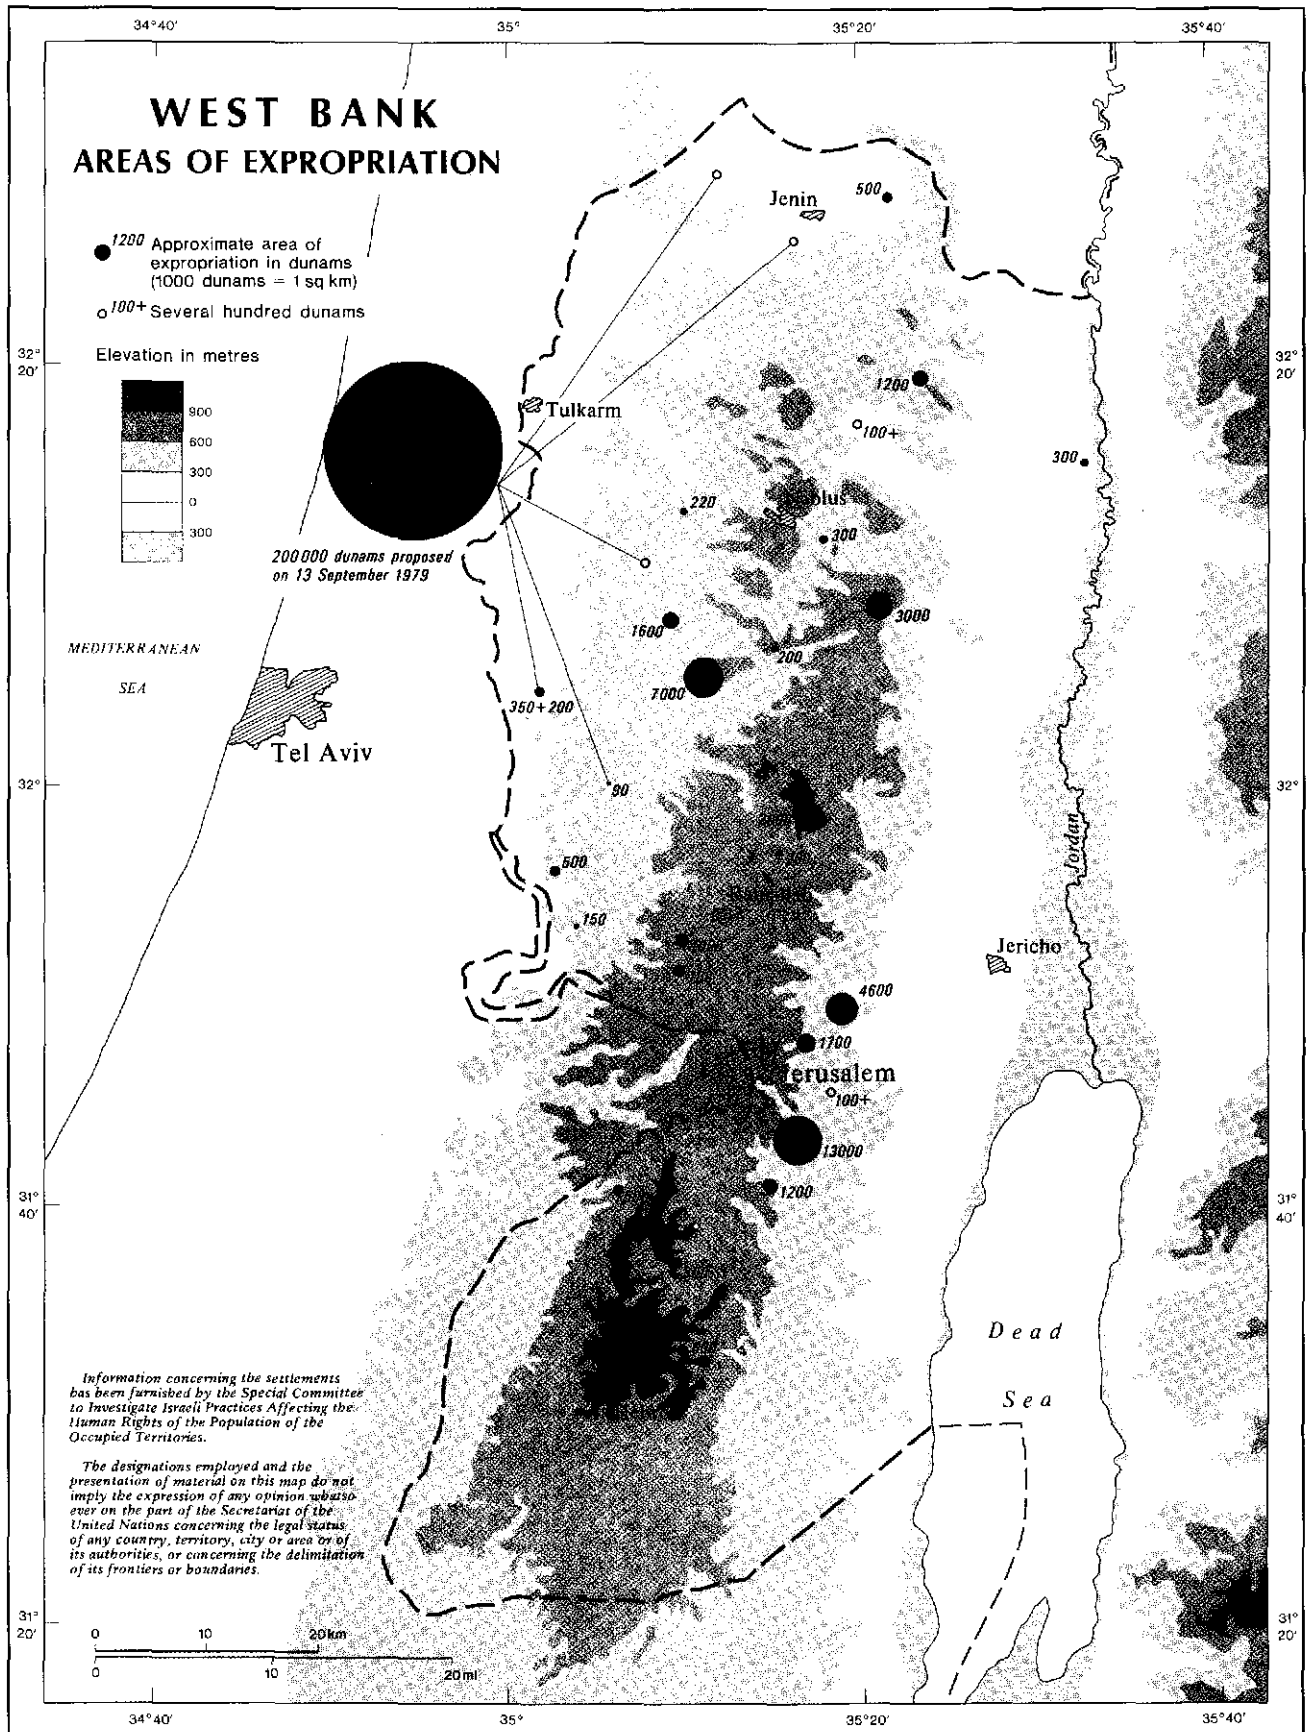 34°40'
35°
35°20'
35°40'
WEST BANK
AREAS OF EXPROPRIATION
1200 Approximate area of
expropriation in dunams
(1000 dunams = 1 sq km)
100+ Several hundred dunams
Elevation in metres
900
600
300
0
300
500
Jenin
32°
20'
32°
20'
1200
Tulkarm
100+
300
220
300
200000 dunams proposed
on 13 September 1979
3000
1600
200
7000
MEDITERRANEAN
SEA
350+200
Tel Aviv
32°
32°
80
Jordan
600
150
Jericho
4600
1700
Jerusalem
100+
13000
1200
31°
40'
31°
40'
Dead
Sea
Information concerning the settlements
has been furnished by the Special Committee
to Investigate Israeli Practices Affecting the
Human Rights of the Population of the
Occupied Territories.
The designations employed and the
presentation of material on this map do not
imply the expression of any opinion whatso
ever on the part of the Secretariat of the
United Nations concerning the legal status
of any country, territory, city or area or of
its authorities, or concerning the delimitation
of its frontiers or boundaries.
31°
20'
31°
20'
0 10 20km
0 10 20mi
34°40'
35°
35°20'
35°40'